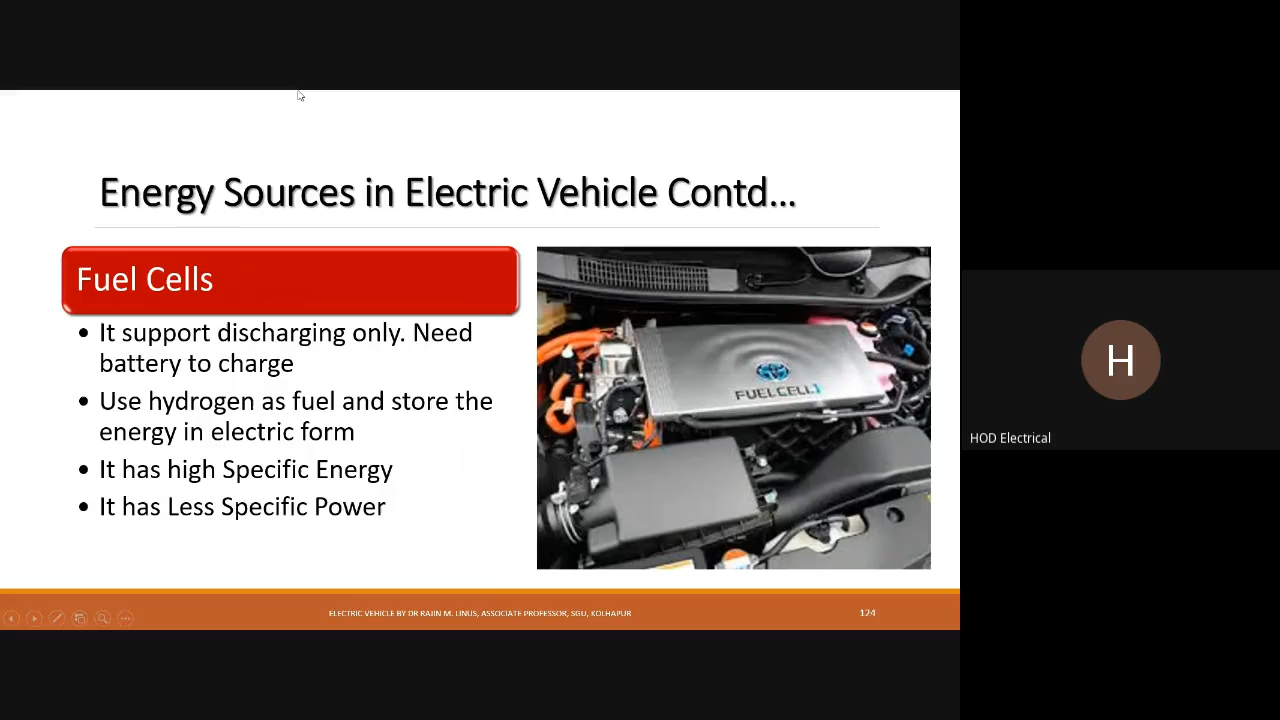 Energy Sources in Electric Vehicle Contd...
Fuel Cells
• It support discharging only. Need
battery to charge
• Use hydrogen as fuel and store the
energy in electric form
• It has high Specific Energy
• It has Less Specific Power
FUELCELL
ELECTRIC VEHICLE BY DR RAJIN M. LINUS, ASSOCIATE PROFESSOR, SGU, KOLHAPUR
124
H
HOD Electrical